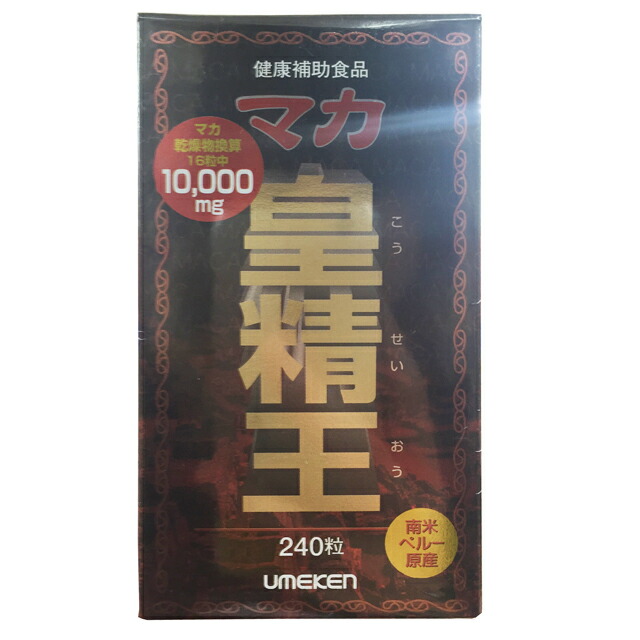 健康補助食品
マカ
マカ
乾燥物換算
16粒中
10,000
mg
皇精王
こうせいおう
240粒
南米
ペルー
原産
UMEKEN